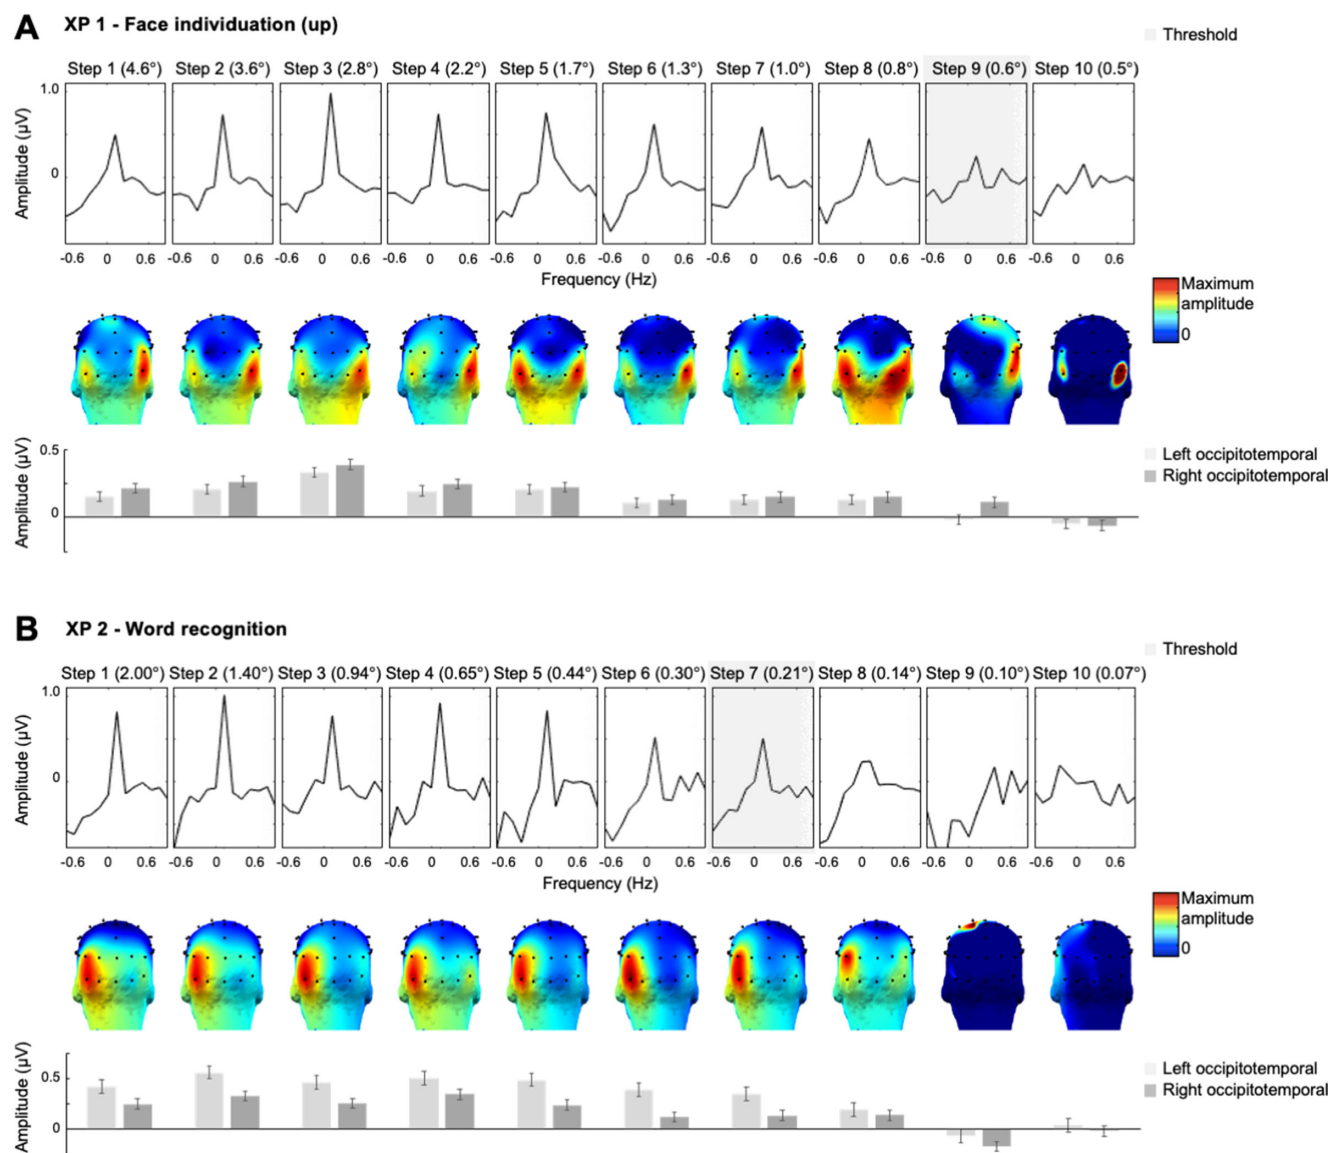 A XP 1 - Face individuation (up)
Threshold
Step 1 (4.6°) Step 2 (3.6°) Step 3 (2.8°) Step 4 (2.2°) Step 5 (1.7°) Step 6 (1.3°) Step 7 (1.0°) Step 8 (0.8°) Step 9 (0.6°) Step 10 (0.5°)
1.0
Amplitude (µV)
0
-0.6 0 0.6 -0.6 0 0.6 -0.6 0 0.6 -0.6 0 0.6 -0.6 0 0.6 -0.6 0 0.6 -0.6 0 0.6 -0.6 0 0.6 -0.6 0 0.6 -0.6 0 0.6
Frequency (Hz)
Maximum
amplitude
0
0.5
Amplitude (µV)
0
Left occipitotemporal
Right occipitotemporal
B XP 2 - Word recognition
Threshold
Step 1 (2.00°) Step 2 (1.40°) Step 3 (0.94°) Step 4 (0.65°) Step 5 (0.44°) Step 6 (0.30°) Step 7 (0.21°) Step 8 (0.14°) Step 9 (0.10°) Step 10 (0.07°)
1.0
Amplitude (µV)
0
-0.6 0 0.6 -0.6 0 0.6 -0.6 0 0.6 -0.6 0 0.6 -0.6 0 0.6 -0.6 0 0.6 -0.6 0 0.6 -0.6 0 0.6 -0.6 0 0.6 -0.6 0 0.6
Frequency (Hz)
Maximum
amplitude
0
Amplitude (µV)
0.5
0
Left occipitotemporal
Right occipitotemporal